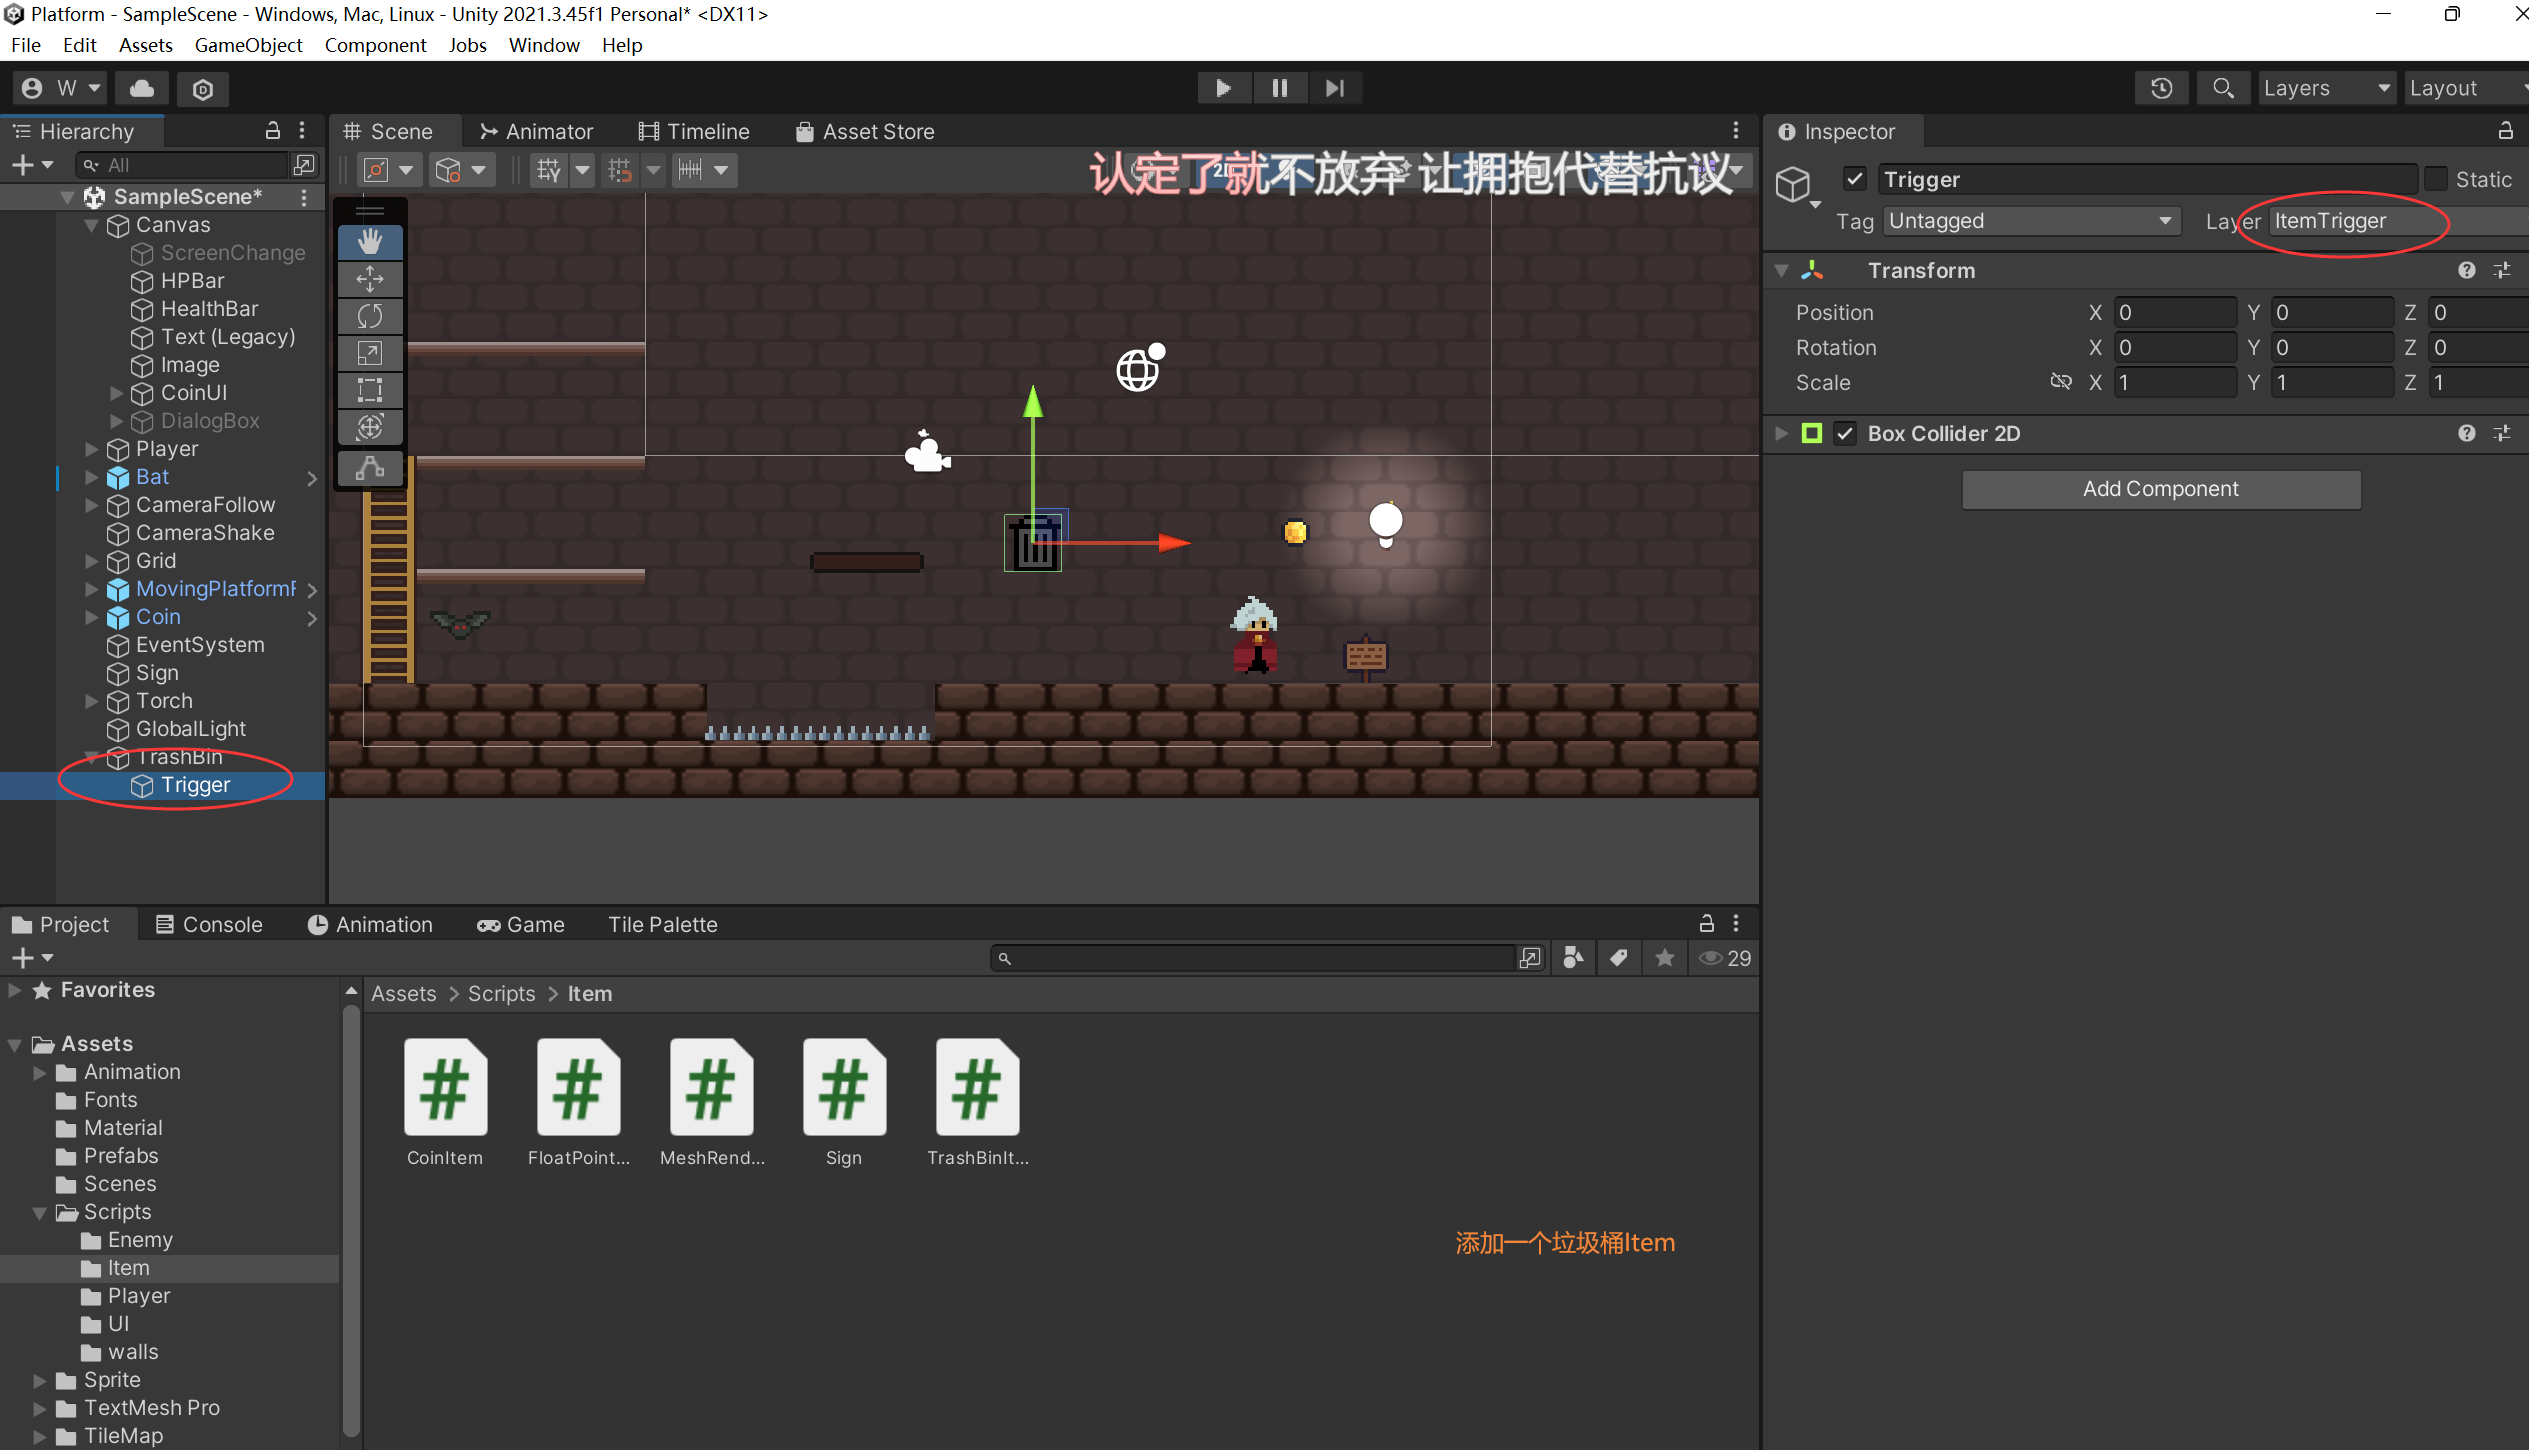 Platform - SampleScene - Windows, Mac, Linux - Unity 2021.3.45f1 Personal* <DX11>
File Edit Assets GameObject Component Jobs Window Help
W Layers Layout
Hierarchy Scene Animator Timeline Asset Store Inspector
All
认定了就不放弃 让拥抱代替抗议
Trigger Static
Tag Untagged Layer ItemTrigger
SampleScene*
Canvas
ScreenChange
HPBar
HealthBar
Text (Legacy)
Image
CoinUI
DialogBox
Player
Bat
CameraFollow
CameraShake
Grid
MovingPlatformF
Coin
EventSystem
Sign
Torch
GlobalLight
TrashBin
Trigger
Transform
Position X 0 Y 0 Z 0
Rotation X 0 Y 0 Z 0
Scale X 1 Y 1 Z 1
Box Collider 2D
Add Component
Project Console Animation Game Tile Palette
29
Favorites
Assets
Animation
Fonts
Material
Prefabs
Scenes
Scripts
Enemy
Item
Player
UI
walls
Sprite
TextMesh Pro
TileMap
Assets > Scripts > Item
CoinItem FloatPoint... MeshRend... Sign TrashBinIt...
添加一个垃圾桶Item